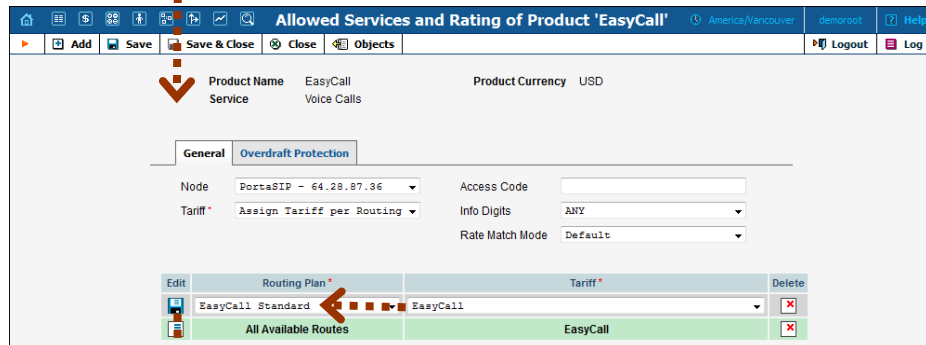 Allowed Services and Rating of Product 'EasyCall' America/Vancouver demoroot Help
Add Save Save & Close Close Objects Logout Log
Product Name EasyCall Product Currency USD
Service Voice Calls
General Overdraft Protection
Node PortaSIP - 64.28.87.36 Access Code
Tariff * Assign Tariff per Routing Info Digits ANY
Rate Match Mode Default
Edit Routing Plan * Tariff * Delete
EasyCall Standard EasyCall
All Available Routes EasyCall